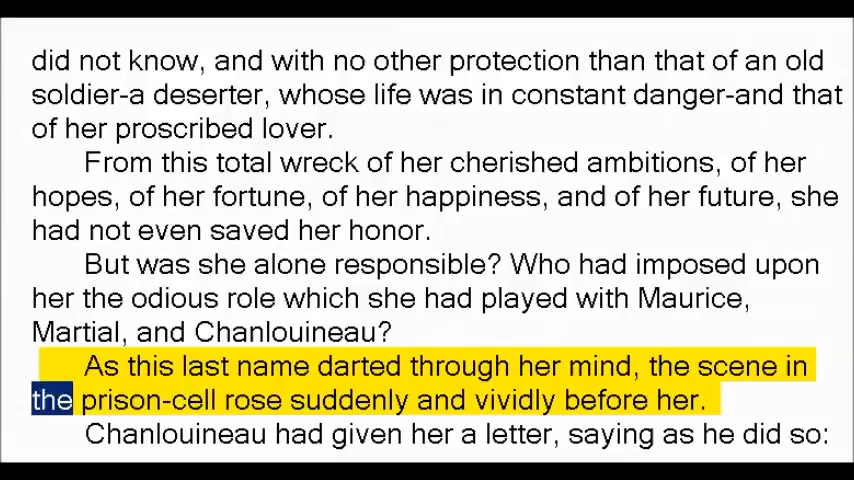 did not know, and with no other protection than that of an old
soldier-a deserter, whose life was in constant danger-and that
of her proscribed lover.
From this total wreck of her cherished ambitions, of her
hopes, of her fortune, of her happiness, and of her future, she
had not even saved her honor.
But was she alone responsible? Who had imposed upon
her the odious role which she had played with Maurice,
Martial, and Chanlouineau?
As this last name darted through her mind, the scene in
the prison-cell rose suddenly and vividly before her.
Chanlouineau had given her a letter, saying as he did so: